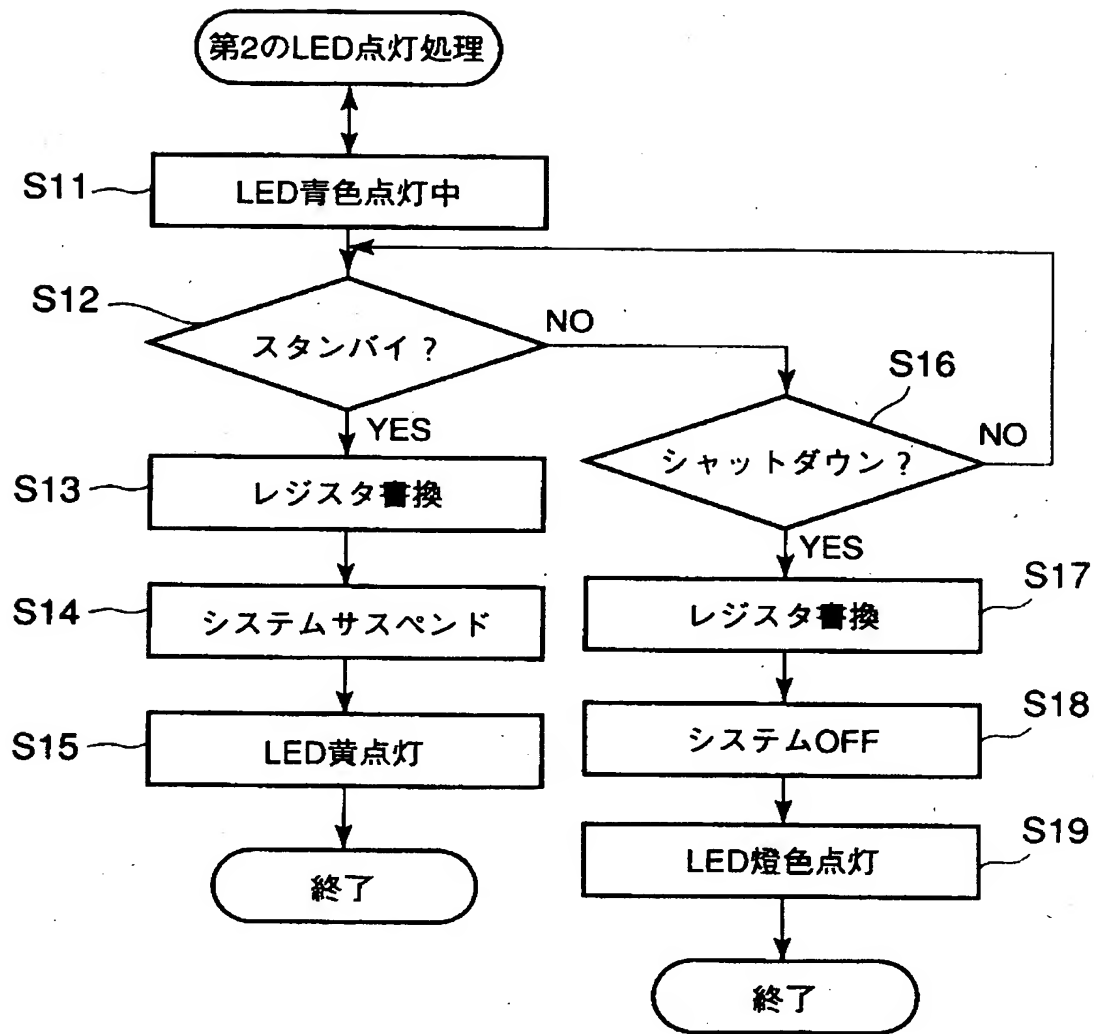 第2のLED点灯処理
S11
LED青色点灯中
S12
スタンバイ?
NO
YES
S16
シャットダウン?
NO
YES
S13
レジスタ書換
S14
システムサスペンド
S15
LED黄点灯
終了
S17
レジスタ書換
S18
システムOFF
S19
LED燈色点灯
終了